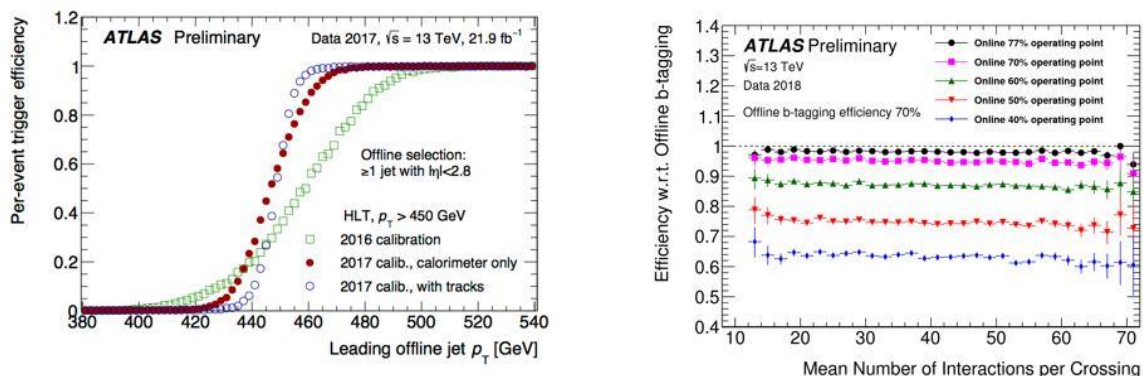 ATLAS Preliminary
Data 2017, √s = 13 TeV, 21.9 fb⁻¹
Per-event trigger efficiency
1.2
1
0.8
0.6
0.4
0.2
0
Offline selection:
≥1 jet with hηl<2.8
HLT, pT > 450 GeV
2016 calibration
2017 calib., calorimeter only
2017 calib., with tracks
380 400 420 440 460 480 500 520 540
Leading offline jet pT [GeV]
Efficiency w.r.t. Offline b-tagging
1.4
1.3
1.2
1.1
1
0.9
0.8
0.7
0.6
0.5
0.4
ATLAS Preliminary
√s=13 TeV
Data 2018
Offline b-tagging efficiency 70%
Online 77% operating point
Online 70% operating point
Online 60% operating point
Online 50% operating point
Online 40% operating point
10 20 30 40 50 60 70
Mean Number of Interactions per Crossing